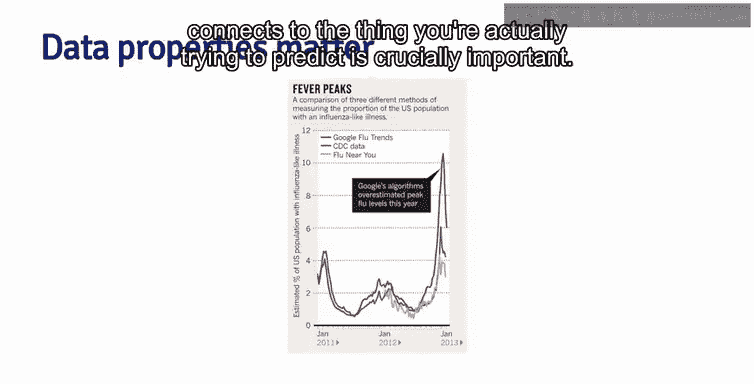 connects to the thing you're actually
Data properties matter
trying to predict is crucially important.
FEVER PEAKS
A comparison of three different methods of
measuring the proportion of the US population
with an influenza-like illness.
Estimated % of US population with influenza-like illness
12
Google Flu Trends
CDC data
Flu Near You
10
Google's algorithms
overestimated peak
flu levels this year
8
6
4
2
0
Jan
2011
Jan
2012
Jan
2013